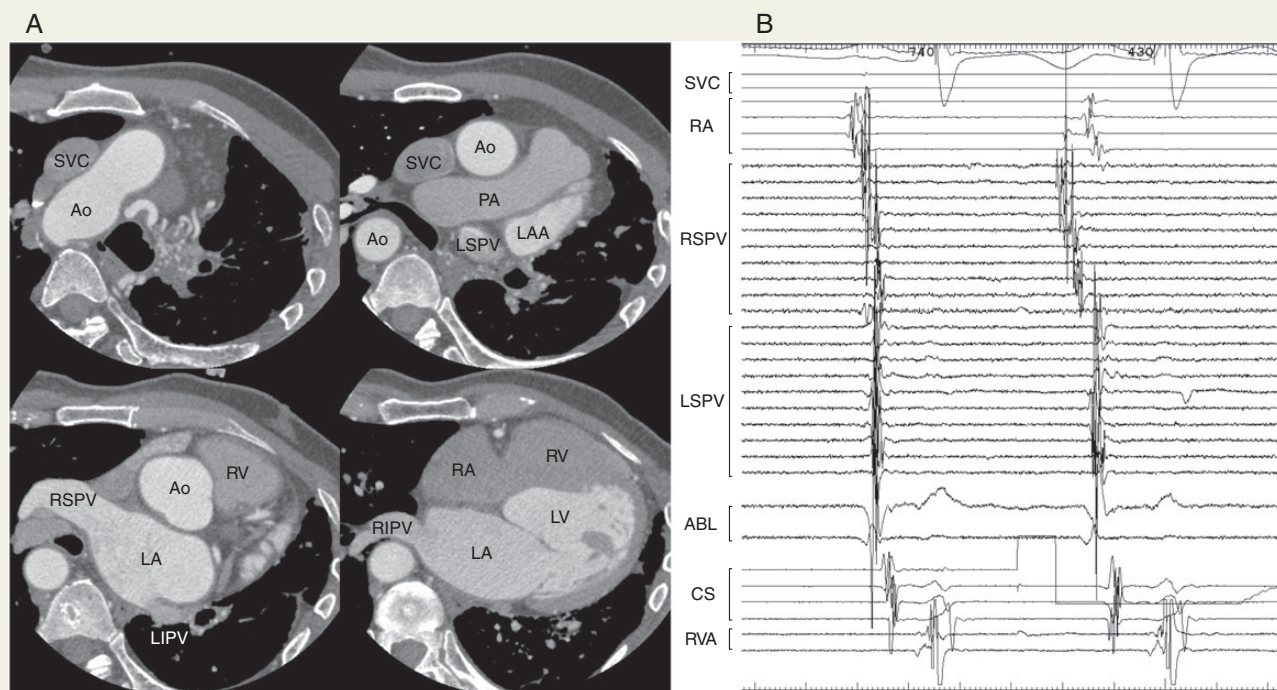 A
B
SVC
Ao
SVC
Ao
PA
Ao
LSPV
LAA
RSPV
Ao
RV
LA
LIPV
RA
RV
RIPV
LV
LA
740
430
SVC
RA
RSPV
LSPV
ABL
CS
RVA